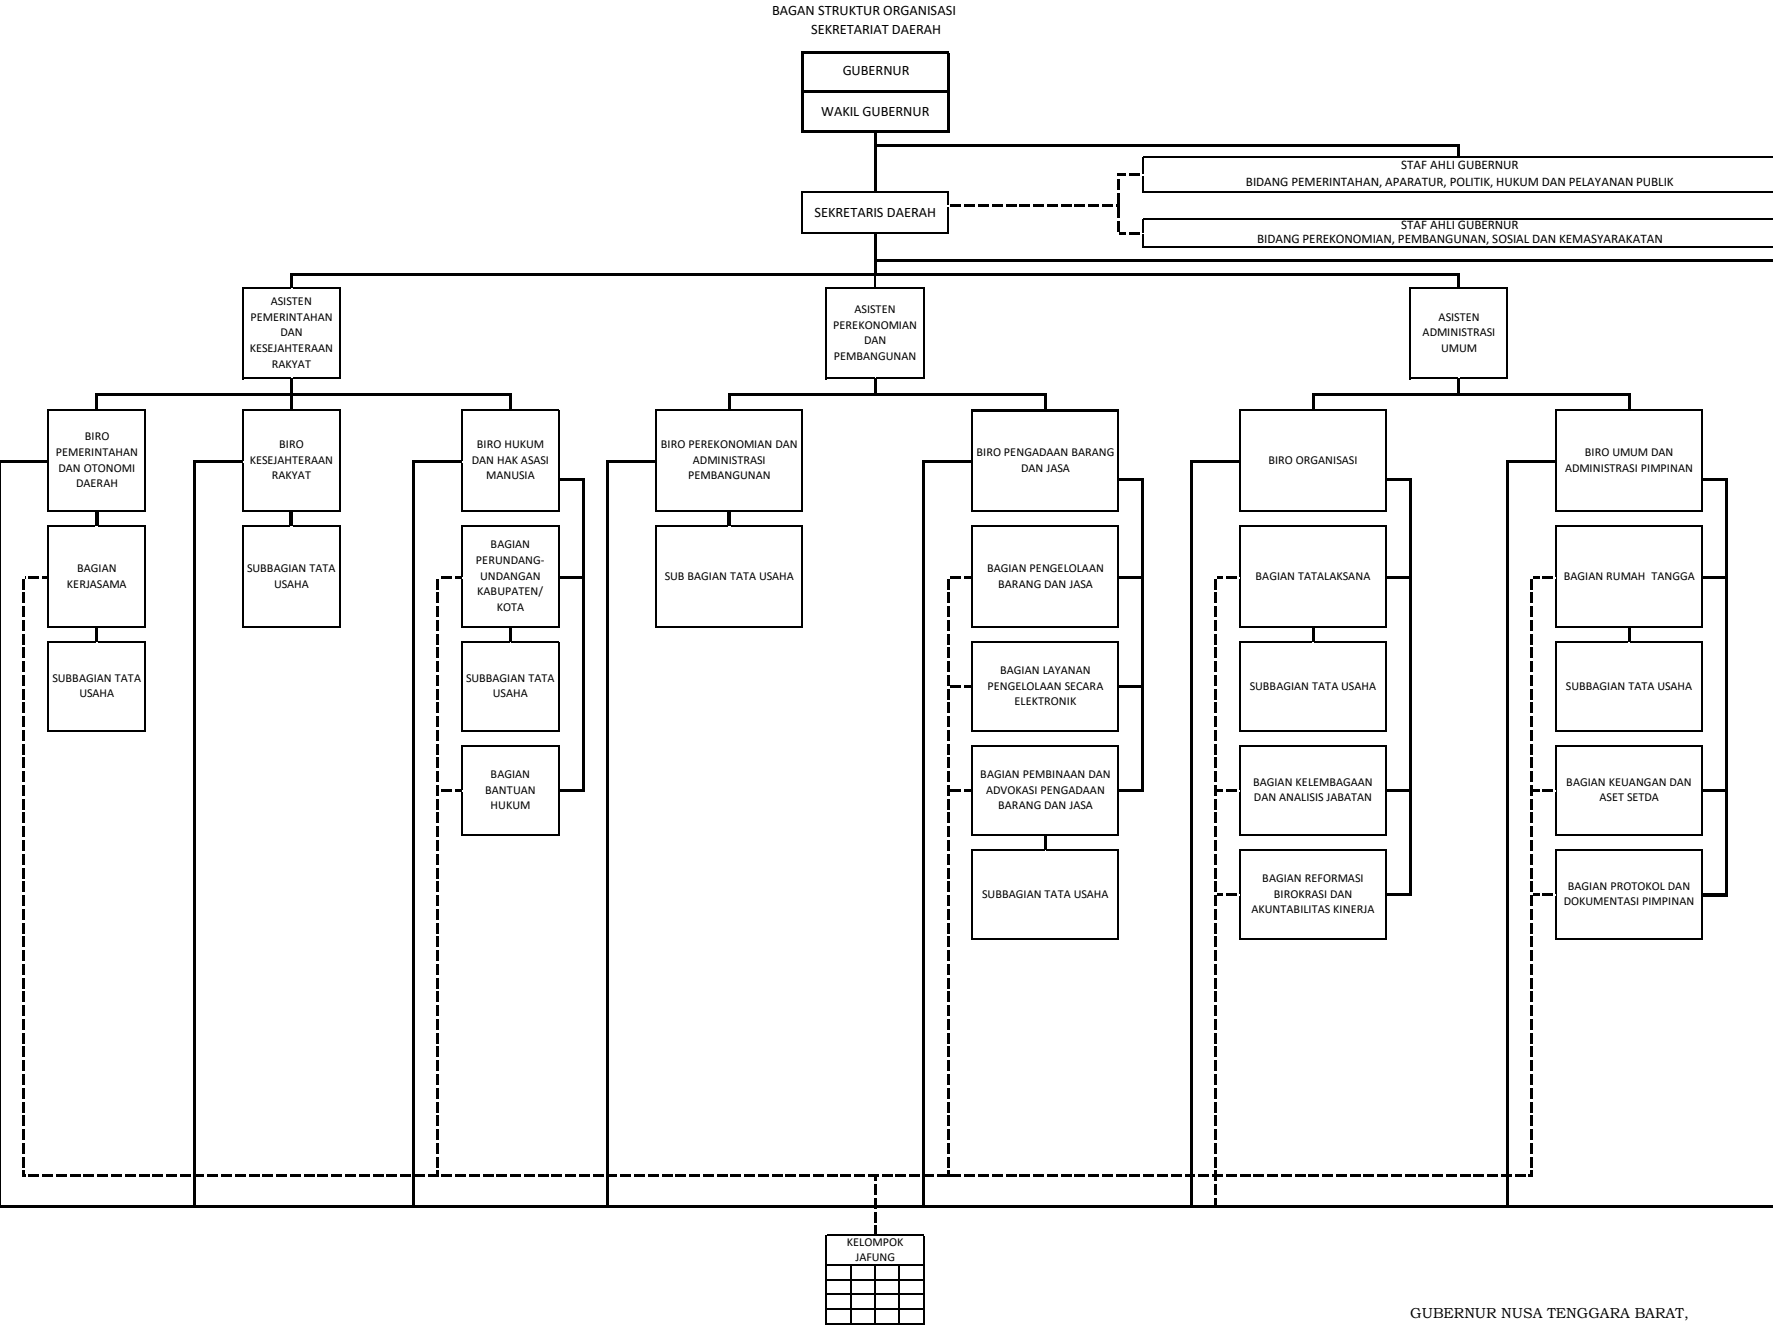 BAGAN STRUKTUR ORGANISASI
SEKRETARIAT DAERAH
GUBERNUR
WAKIL GUBERNUR
STAF AHLI GUBERNUR
BIDANG PEMERINTAHAN, APARATUR, POLITIK, HUKUM DAN PELAYANAN PUBLIK
SEKRETARIS DAERAH
STAF AHLI GUBERNUR
BIDANG PEREKONOMIAN, PEMBANGUNAN, SOSIAL DAN KEMASYARAKATAN
ASISTEN
PEMERINTAHAN
DAN
KESEJAHTERAAN
RAKYAT
ASISTEN
PEREKONOMIAN
DAN
PEMBANGUNAN
ASISTEN
ADMINISTRASI
UMUM
BIRO
PEMERINTAHAN
DAN OTONOMI
DAERAH
BIRO
KESEJAHTERAAN
RAKYAT
BIRO HUKUM
DAN HAK ASASI
MANUSIA
BIRO PEREKONOMIAN DAN
ADMINISTRASI
PEMBANGUNAN
BIRO PENGADAAN BARANG
DAN JASA
BIRO ORGANISASI
BIRO UMUM DAN
ADMINISTRASI PIMPINAN
BAGIAN
KERJASAMA
SUBBAGIAN TATA
USAHA
BAGIAN
PERUNDANG-
UNDANGAN
KABUPATEN/
KOTA
SUB BAGIAN TATA USAHA
BAGIAN PENGELOLAAN
BARANG DAN JASA
BAGIAN TATALAKSANA
BAGIAN RUMAH  TANGGA
SUBBAGIAN TATA
USAHA
SUBBAGIAN TATA
USAHA
BAGIAN LAYANAN
PENGELOLAAN SECARA
ELEKTRONIK
SUBBAGIAN TATA USAHA
SUBBAGIAN TATA USAHA
BAGIAN
BANTUAN
HUKUM
BAGIAN PEMBINAAN DAN
ADVOKASI PENGADAAN
BARANG DAN JASA
BAGIAN KELEMBAGAAN
DAN ANALISIS JABATAN
BAGIAN KEUANGAN DAN
ASET SETDA
SUBBAGIAN TATA USAHA
BAGIAN REFORMASI
BIROKRASI DAN
AKUNTABILITAS KINERJA
BAGIAN PROTOKOL DAN
DOKUMENTASI PIMPINAN
KELOMPOK
JAFUNG
GUBERNUR NUSA TENGGARA BARAT,